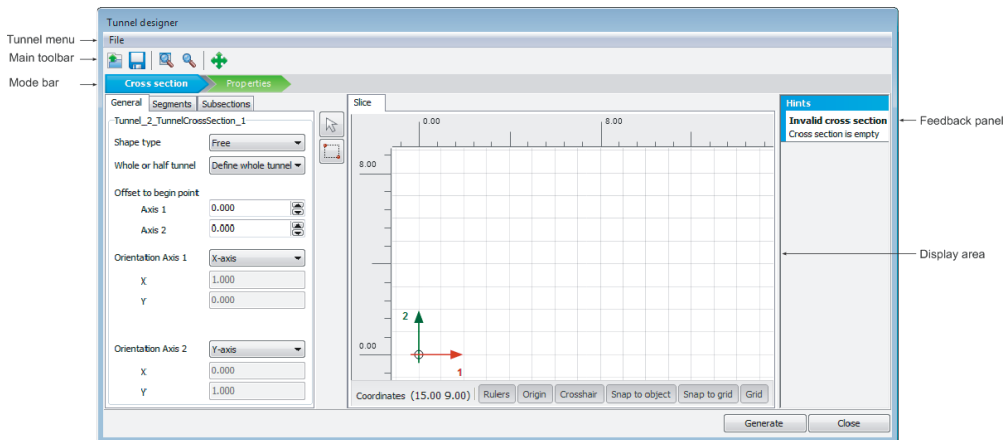 Tunnel designer
Tunnel menu
File
Main toolbar
Mode bar
Cross section
Properties
General
Segments
Subsections
Tunnel_2_TunnelCrossSection_1
Shape type
Free
Whole or half tunnel
Define whole tunnel
Offset to begin point
Axis 1
0.000
Axis 2
0.000
Orientation Axis 1
X-axis
X
1.000
Y
0.000
Orientation Axis 2
Y-axis
X
0.000
Y
1.000
Slice
0.00
8.00
8.00
0.00
2
1
Coordinates (15.00 9.00)
Rulers
Origin
Crosshair
Snap to object
Snap to grid
Grid
Hints
Invalid cross section
Cross section is empty
Feedback panel
Display area
Generate
Close